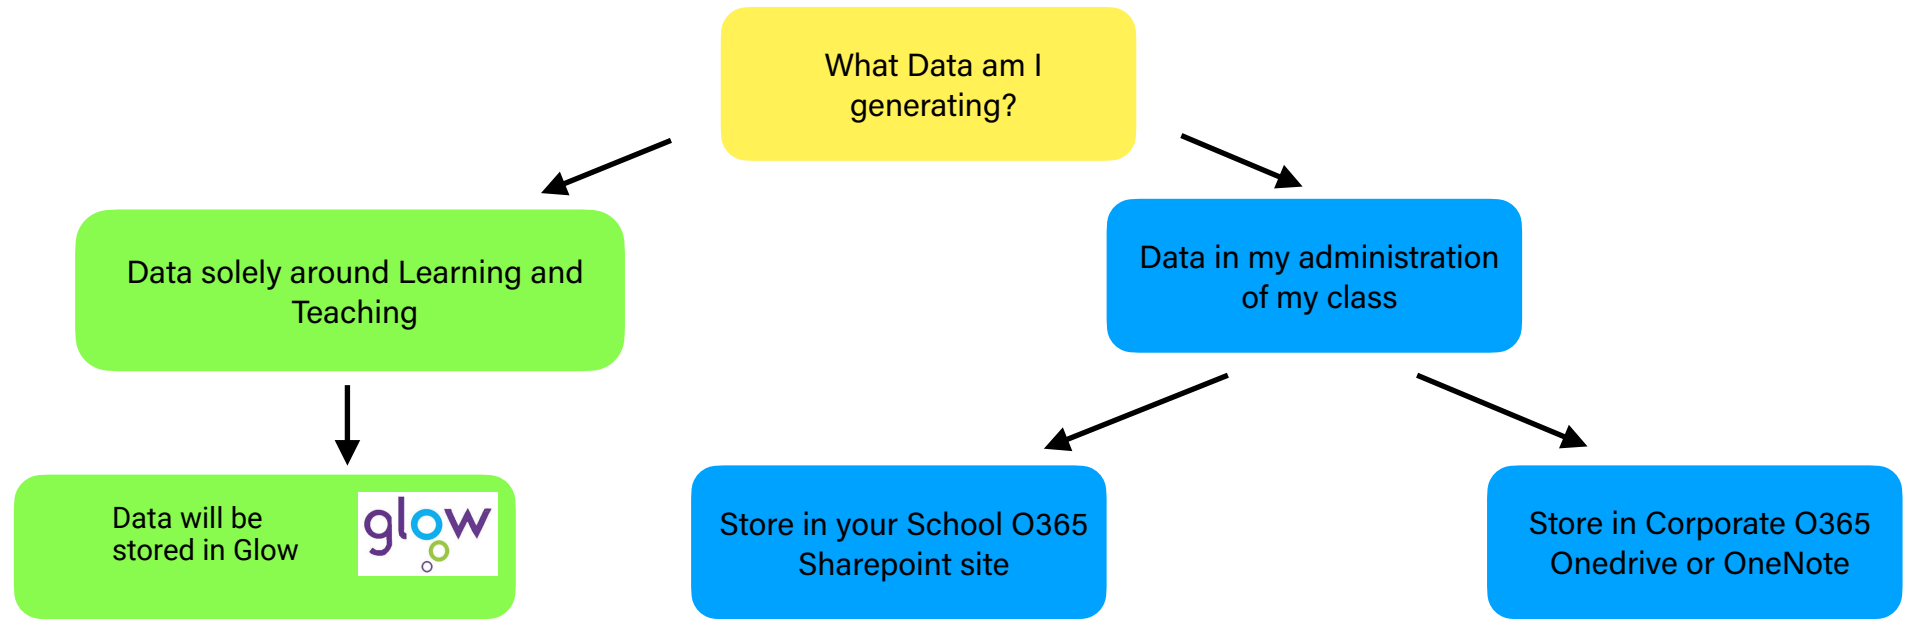 What Data am I
generating?
Data solely around Learning and
Teaching
Data in my administration
of my class
Data will be
stored in Glow
glow
Store in your School O365
Sharepoint site
Store in Corporate O365
Onedrive or OneNote